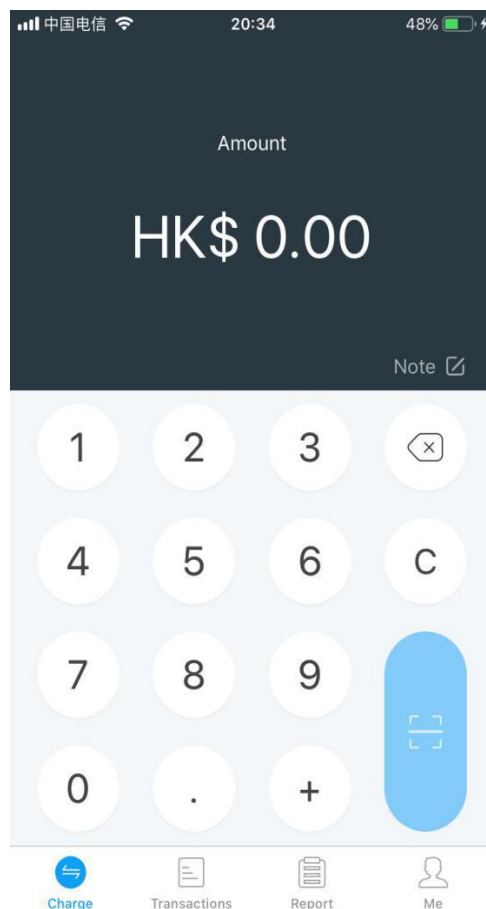 中国电信 20:34 48%
Amount
HK$ 0.00
Note
1 2 3
4 5 6 C
7 8 9
0 . +
Charge Transactions Report Me